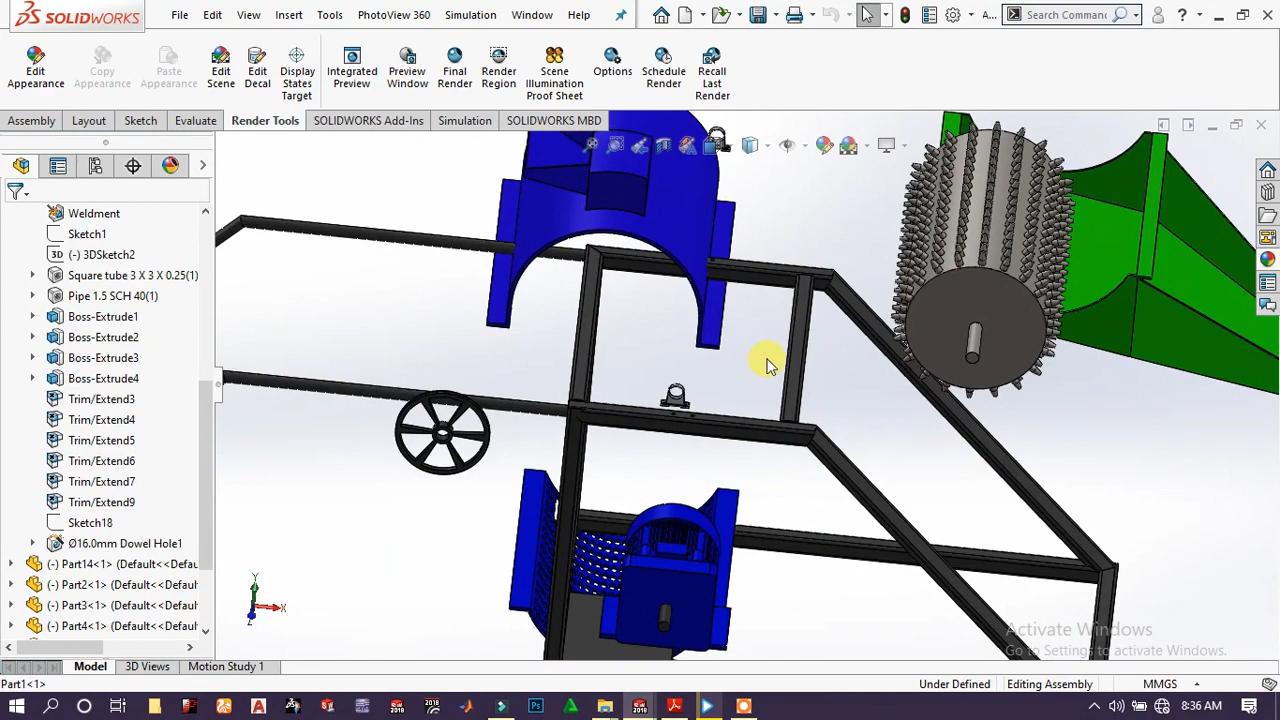 SOLIDWORKS
File Edit View Insert Tools PhotoView 360 Simulation Window Help
A... Search Comman
Edit Appearance
Copy Appearance
Paste Appearance
Edit Scene
Edit Decal
Display States Target
Integrated Preview
Preview Window
Final Render
Render Region
Scene Illumination Proof Sheet
Options
Schedule Render
Recall Last Render
Assembly Layout Sketch Evaluate Render Tools SOLIDWORKS Add-Ins Simulation SOLIDWORKS MBD
Weldment
Sketch1
3D (-) 3DSketch2
Square tube 3 X 3 X 0.25(1)
Pipe 1.5 SCH 40(1)
Boss-Extrude1
Boss-Extrude2
Boss-Extrude3
Boss-Extrude4
Trim/Extend3
Trim/Extend4
Trim/Extend5
Trim/Extend6
Trim/Extend7
Trim/Extend9
Sketch18
Ø16.0mm Dowel Hole1
(-) Part14<1> (Default<<Defau
(-) Part2<1> (Default<<Defaul
(-) Part3<1> (Default<<Defaul
(-) Part4<1> (Default<<Defaul
Y
X
Z
Activate Windows
Go to Settings to activate Windows.
Model 3D Views Motion Study 1
Part1<1> Under Defined Editing Assembly MMGS
8:36 AM